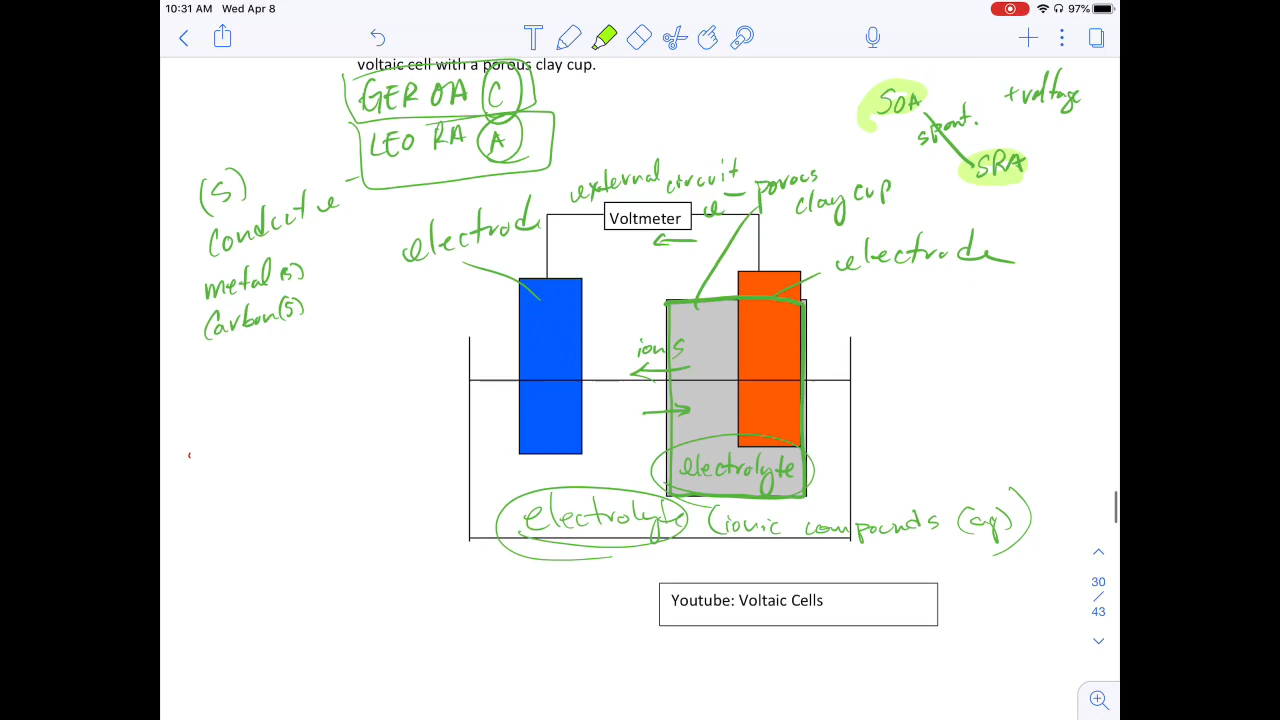 10:31 AM Wed Apr 8
97%
T
voltaic cell with a porous clay cup.
GER OA C
LEO RA A
SOA
spont.
SRA
+voltage
(s)
Conductive
metal(s)
Carbon(s)
external circuit
Voltmeter
e⁻
porous
clay cup
electrode
electrode
ions
electrolyte
electrolyte (ionic compounds (aq))
Youtube: Voltaic Cells
30
43